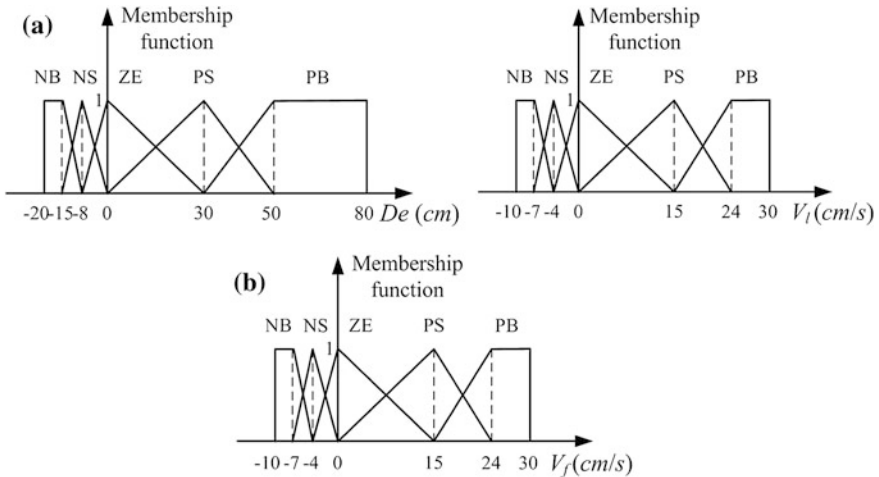 (a)
Membership
function
NB NS ZE PS PB
1
-20 -15 -8 0 30 50 80 De (cm)
Membership
function
NB NS ZE PS PB
1
-10 -7 -4 0 15 24 30 V_l (cm/s)
(b)
Membership
function
NB NS ZE PS PB
1
-10 -7 -4 0 15 24 30 V_f (cm/s)